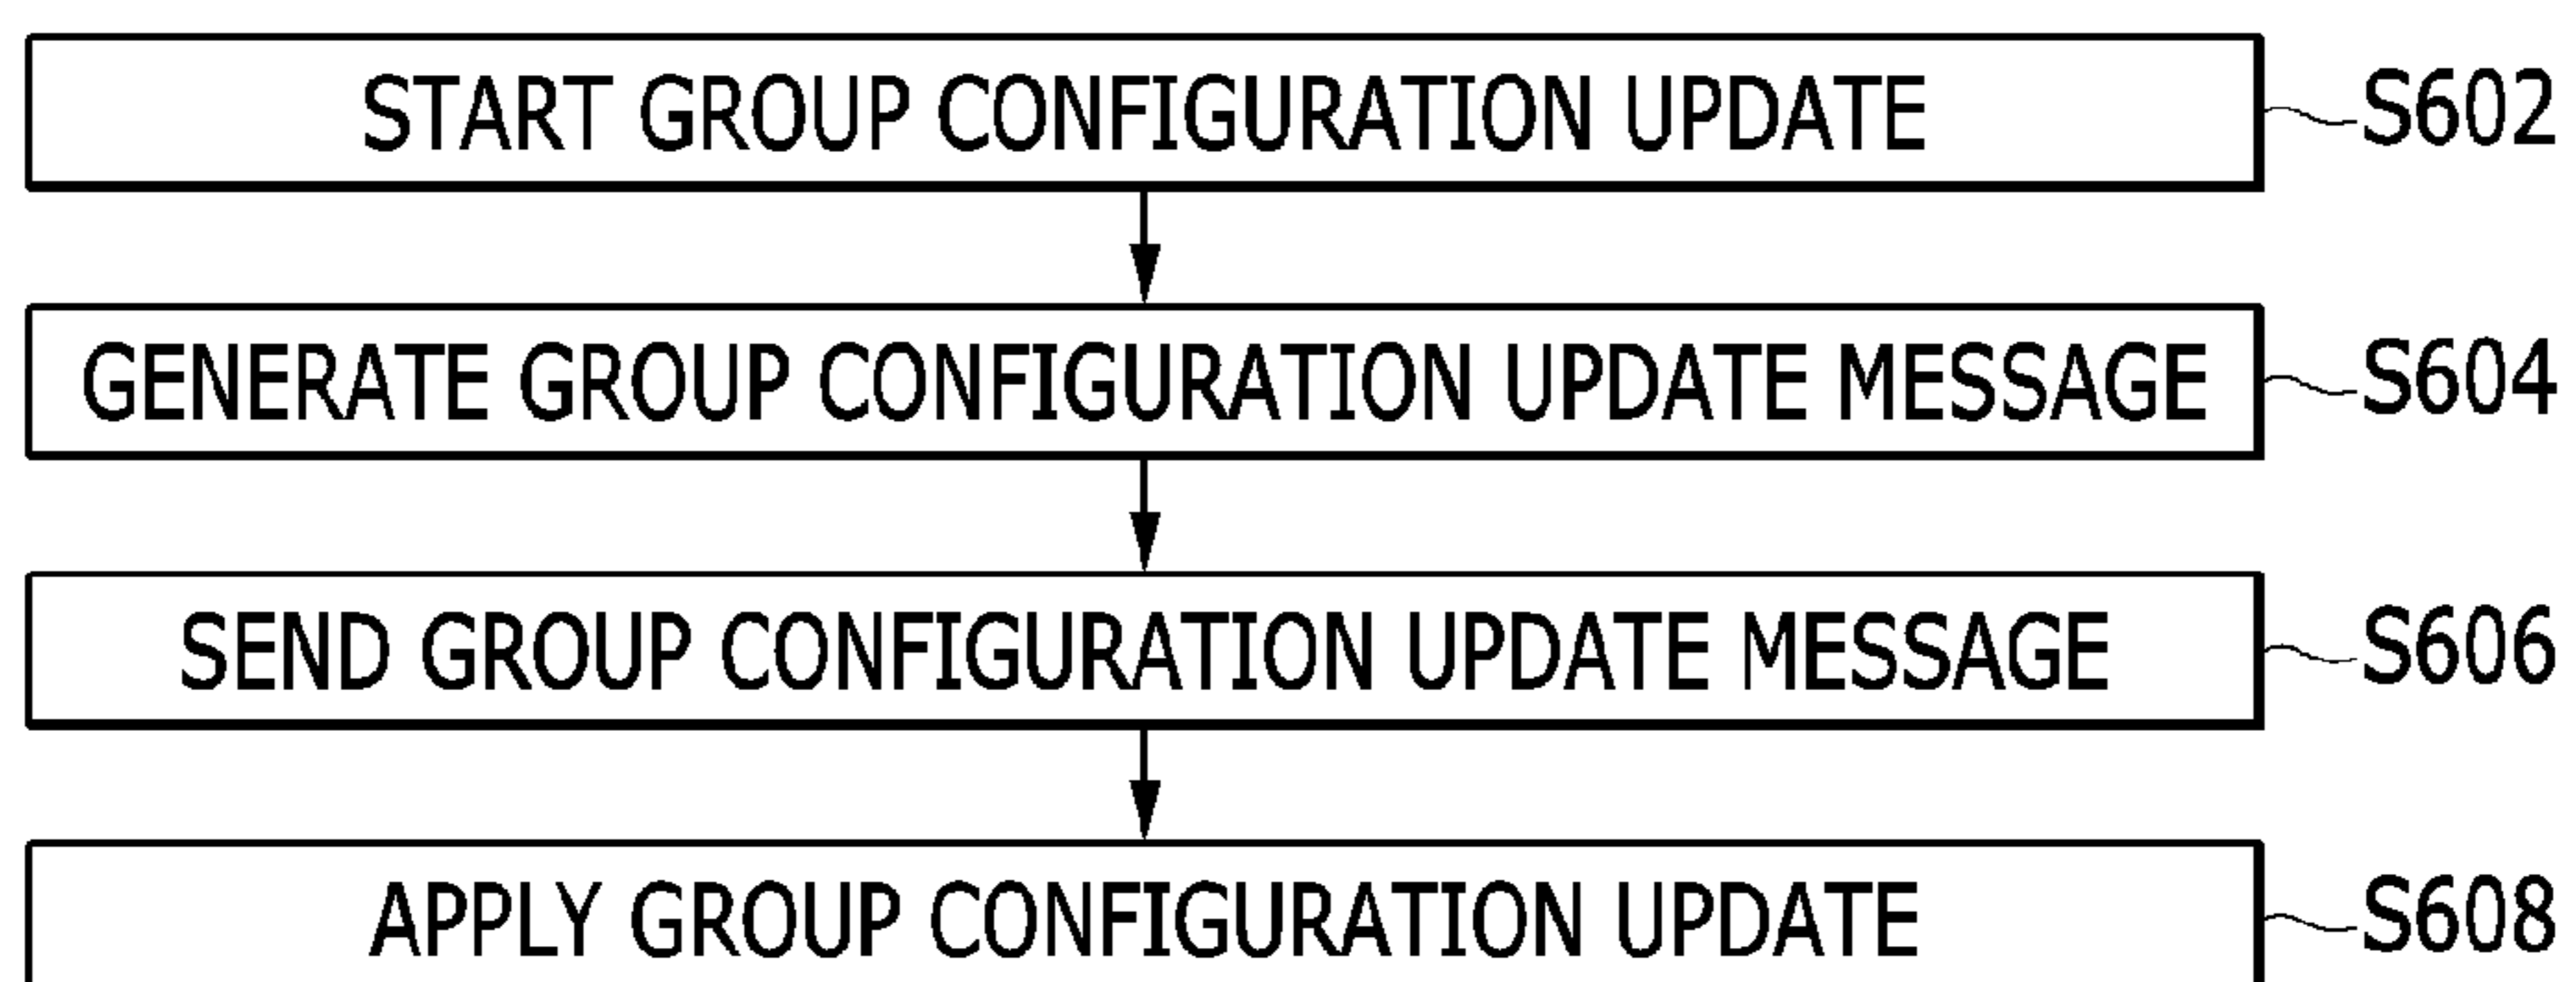 START GROUP CONFIGURATION UPDATE S602
GENERATE GROUP CONFIGURATION UPDATE MESSAGE S604
SEND GROUP CONFIGURATION UPDATE MESSAGE S606
APPLY GROUP CONFIGURATION UPDATE S608